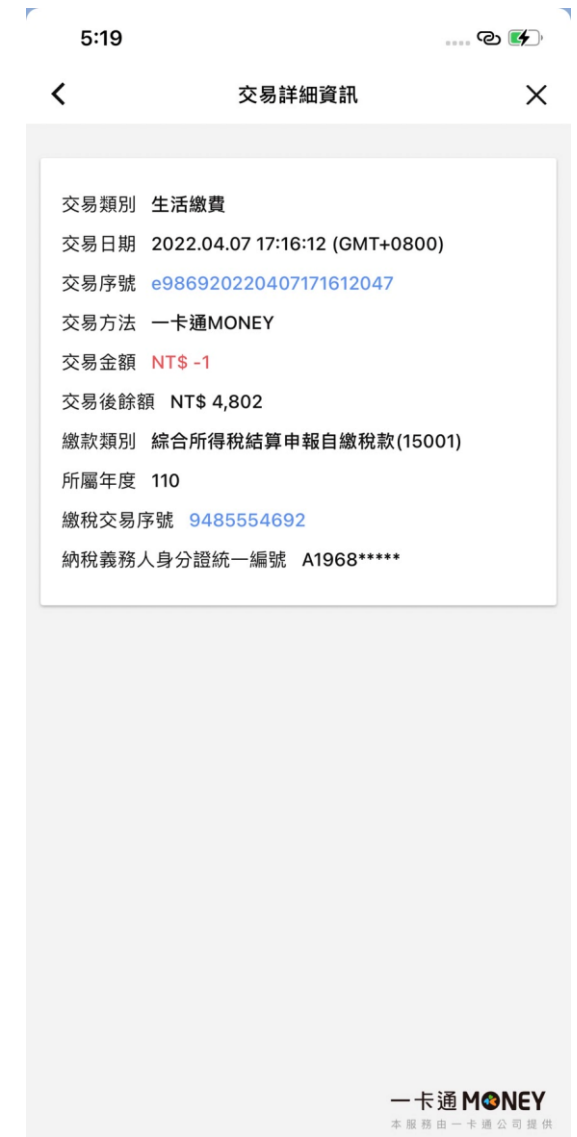 5:19
交易詳細資訊
交易類別 生活繳費
交易日期 2022.04.07 17:16:12 (GMT+0800)
交易序號 e986920220407171612047
交易方法 一卡通MONEY
交易金額 NT$ -1
交易後餘額 NT$ 4,802
繳款類別 綜合所得稅結算申報自繳稅款(15001)
所屬年度 110
繳稅交易序號 9485554692
納稅義務人身分證統一編號 A1968*****
一卡通 MONEY
本服務由一卡通公司提供